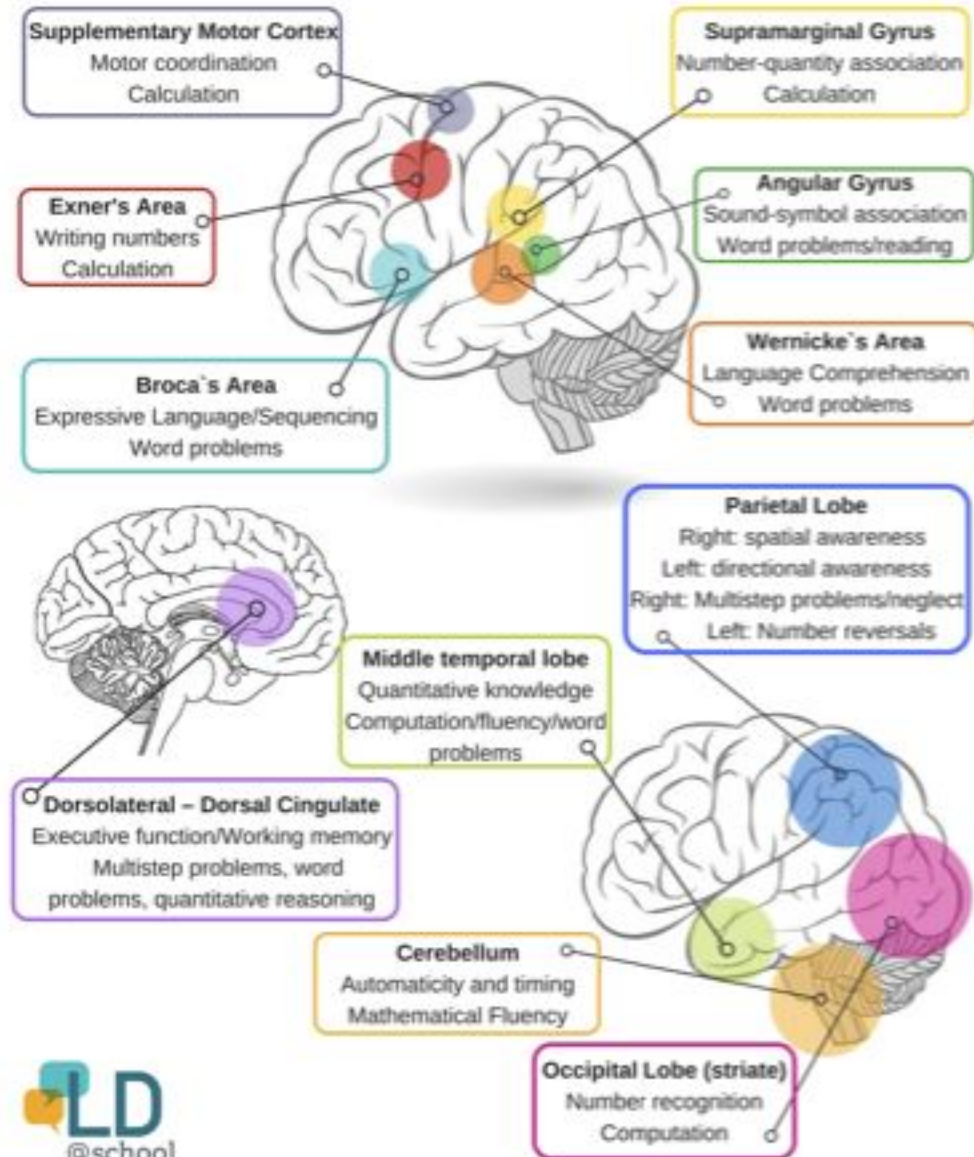 Supplementary Motor Cortex
Motor coordination
Calculation
Supramarginal Gyrus
Number-quantity association
Calculation
Exner's Area
Writing numbers
Calculation
Angular Gyrus
Sound-symbol association
Word problems/reading
Broca`s Area
Expressive Language/Sequencing
Word problems
Wernicke`s Area
Language Comprehension
Word problems
Parietal Lobe
Right: spatial awareness
Left: directional awareness
Right: Multistep problems/neglect
Left: Number reversals
Middle temporal lobe
Quantitative knowledge
Computation/fluency/word
problems
Dorsolateral – Dorsal Cingulate
Executive function/Working memory
Multistep problems, word
problems, quantitative reasoning
Cerebellum
Automaticity and timing
Mathematical Fluency
Occipital Lobe (striate)
Number recognition
Computation
LD
@school